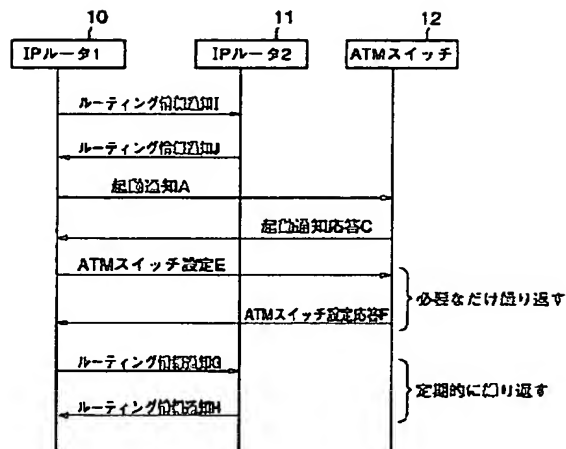 10 11 12
IPルータ1 IPルータ2 ATMスイッチ
ルーティング情報通知I
ルーティング情報通知J
起動通知A
起動通知応答C
ATMスイッチ設定E
ATMスイッチ設定応答F
必要なだけ繰り返す
ルーティング情報通知G
ルーティング情報通知H
定期的に繰り返す